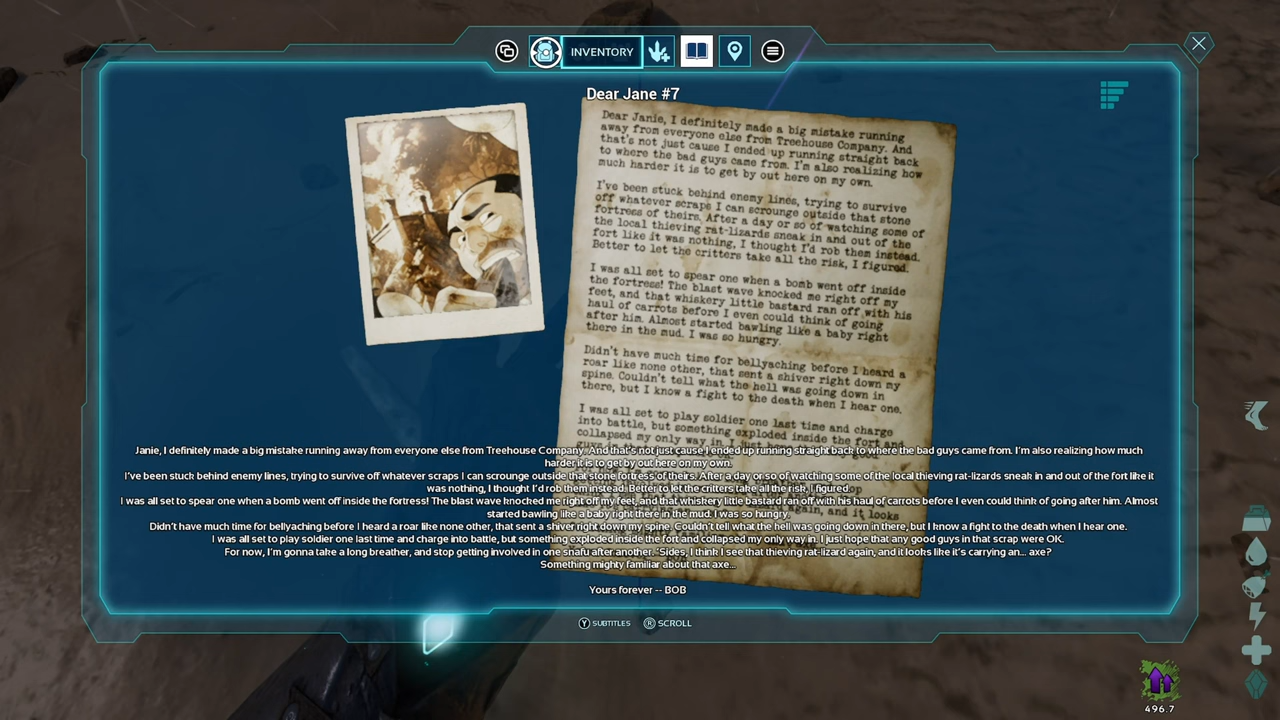 INVENTORY
Dear Jane #7
Dear Janie, I definitely made a big mistake running
away from everyone else from Treehouse Company. And
that's not just cause I ended up running straight back
to where the bad guys came from. I'm also realizing how
much harder it is to get by out here on my own.
I've been stuck behind enemy lines, trying to survive
off whatever scraps I can scrounge outside that stone
fortress of theirs. After a day or so of watching some of
the local thieving rat-lizards sneak in and out of the
fort like it was nothing, I thought I'd rob them instead.
Better to let the critters take all the risk, I figured.
I was all set to spear one when a bomb went off inside
the fortress! The blast wave knocked me right off my
feet, and that whiskery little bastard ran off with his
haul of carrots before I even could think of going
after him. Almost started bawling like a baby right
there in the mud. I was so hungry.
Didn't have much time for bellyaching before I heard a
roar like none other, that sent a shiver right down my
spine. Couldn't tell what the hell was going down in
there, but I know a fight to the death when I hear one.
I was all set to play soldier one last time and charge
into battle, but something exploded inside the fort and
collapsed my only way in. I just
again, and it looks
Janie, I definitely made a big mistake running away from everyone else from Treehouse Company. And that's not just cause I ended up running straight back to where the bad guys came from. I'm also realizing how much
harder it is to get by out here on my own.
I've been stuck behind enemy lines, trying to survive off whatever scraps I can scrounge outside that stone fortress of theirs. After a day or so of watching some of the local thieving rat-lizards sneak in and out of the fort like it
was nothing, I thought I'd rob them instead. Better to let the critters take all the risk, I figured.
I was all set to spear one when a bomb went off inside the fortress! The blast wave knocked me right off my feet, and that whiskery little bastard ran off with his haul of carrots before I even could think of going after him. Almost
started bawling like a baby right there in the mud. I was so hungry.
Didn't have much time for bellyaching before I heard a roar like none other, that sent a shiver right down my spine. Couldn't tell what the hell was going down in there, but I know a fight to the death when I hear one.
I was all set to play soldier one last time and charge into battle, but something exploded inside the fort and collapsed my only way in. I just hope that any good guys in that scrap were OK.
For now, I'm gonna take a long breather, and stop getting involved in one snafu after another. 'Sides, I think I see that thieving rat-lizard again, and it looks like it's carrying an... axe?
Something mighty familiar about that axe...
Yours forever -- BOB
Y SUBTITLES R SCROLL
496.7